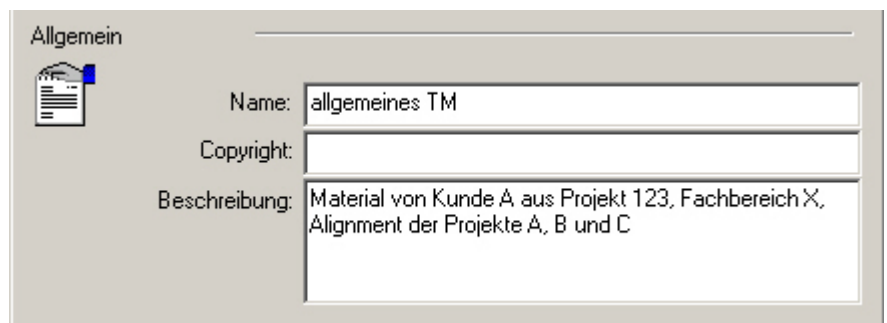 Allgemein
Name: allgemeines TM
Copyright:
Beschreibung: Material von Kunde A aus Projekt 123, Fachbereich X,
Alignment der Projekte A, B und C